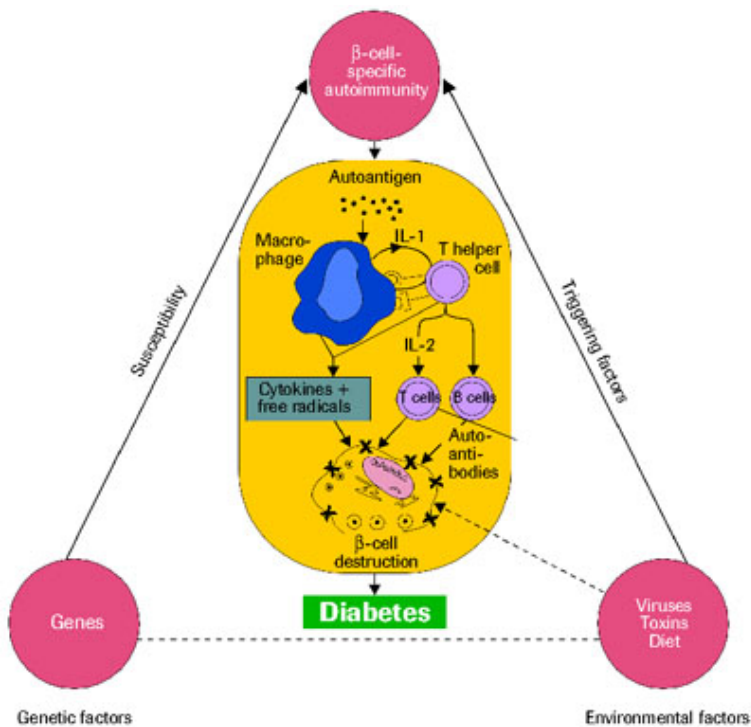 β-cell-
specific
autoimmunity
Autoantigen
Macro-
phage
IL-1
T helper
cell
Susceptibility
Triggering factors
IL-2
Cytokines +
free radicals
T cells
B cells
Auto-
anti-
bodies
β-cell
destruction
Diabetes
Genes
Viruses
Toxins
Diet
Genetic factors
Environmental factors